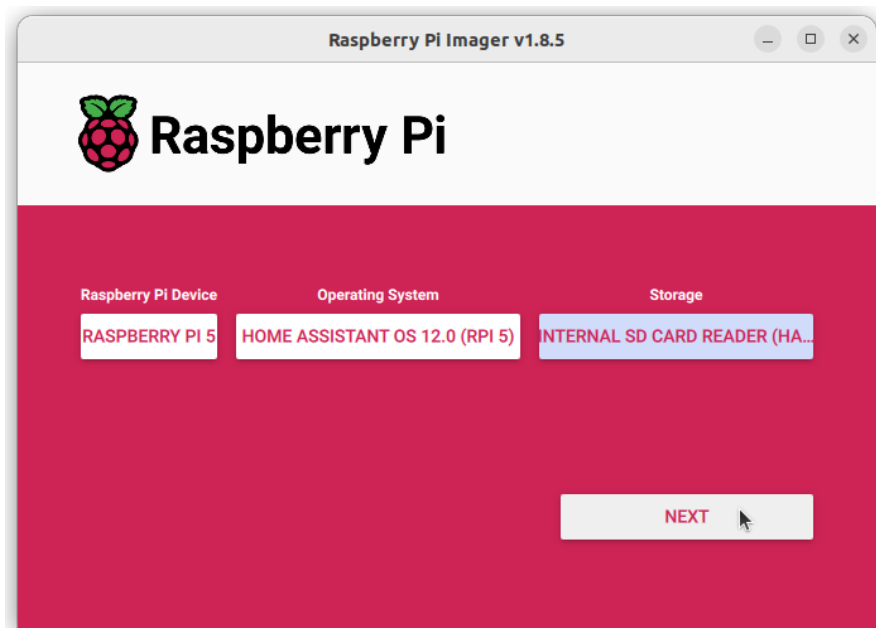 Raspberry Pi Imager v1.8.5
Raspberry Pi
Raspberry Pi Device
Operating System
Storage
RASPBERRY PI 5
HOME ASSISTANT OS 12.0 (RPI 5)
INTERNAL SD CARD READER (HA...
NEXT